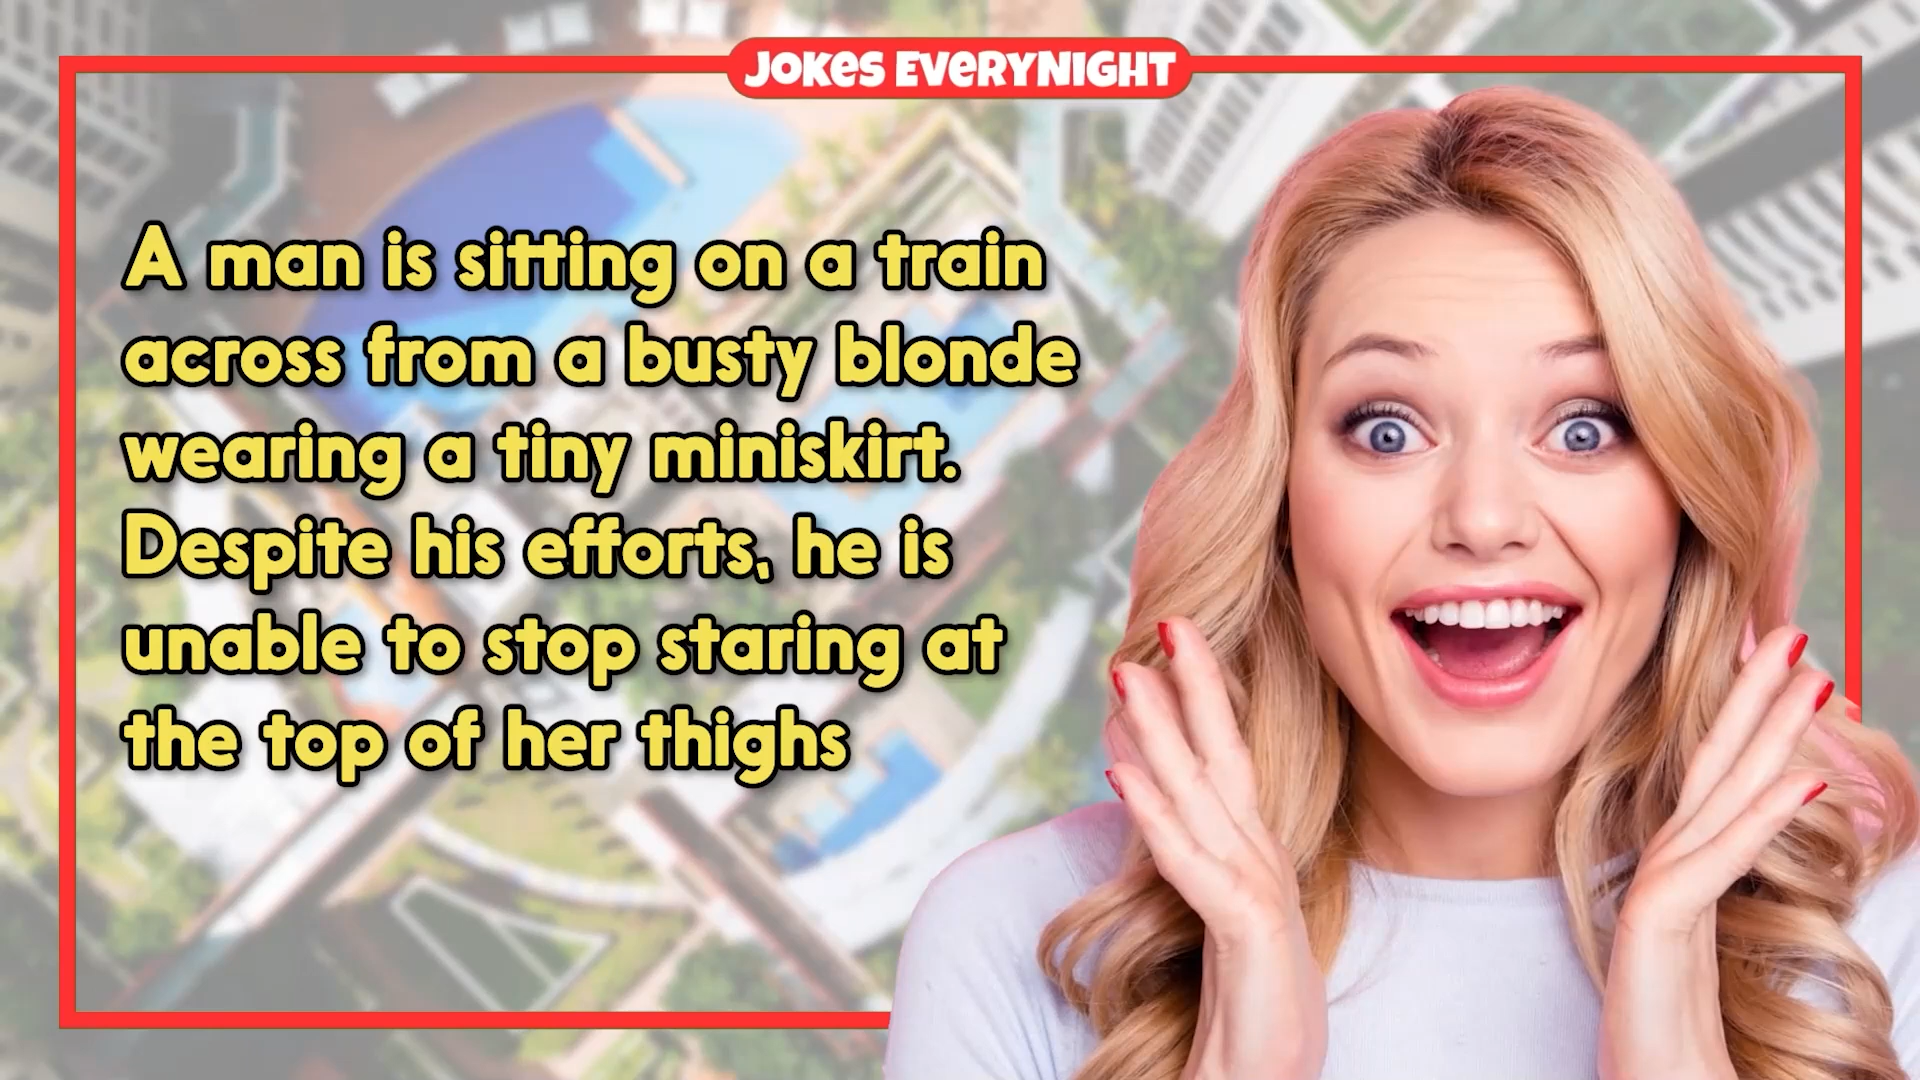 JOKES EVERYNIGHT
A man is sitting on a train
across from a busty blonde
wearing a tiny miniskirt.
Despite his efforts, he is
unable to stop staring at
the top of her thighs